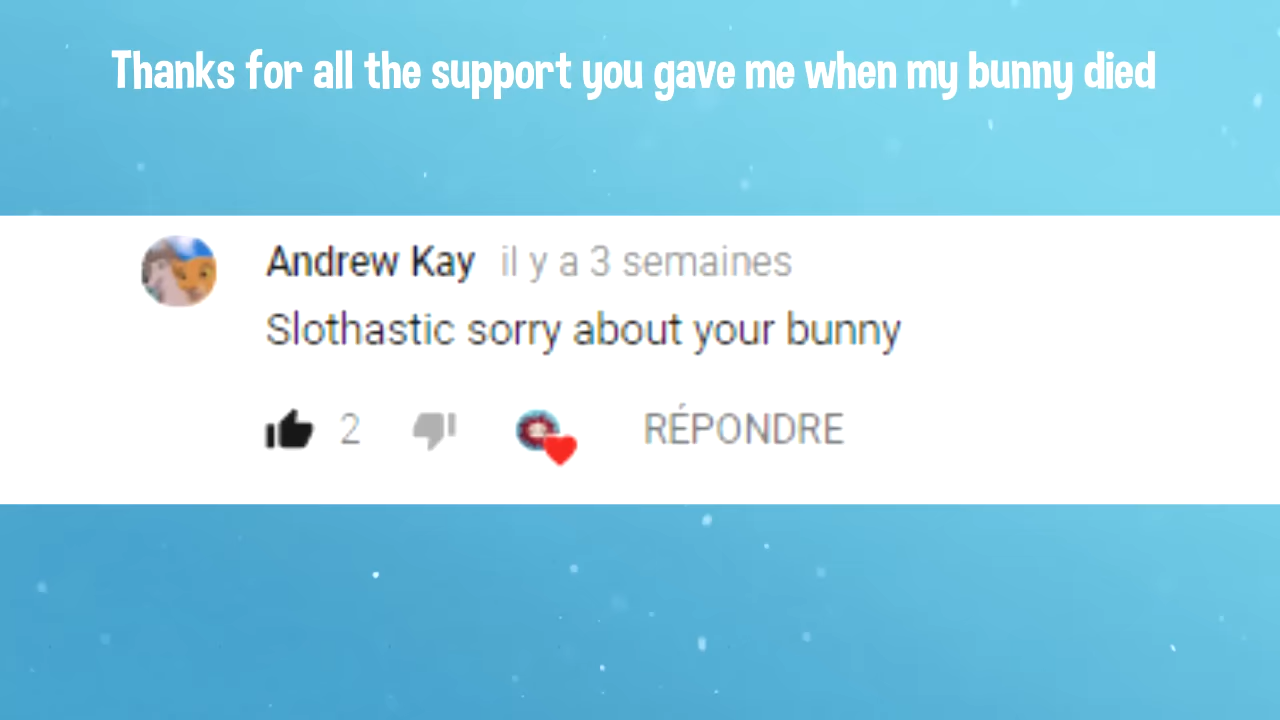 Thanks for all the support you gave me when my bunny died
Andrew Kay il y a 3 semaines
Slothastic sorry about your bunny
2 RÉPONDRE